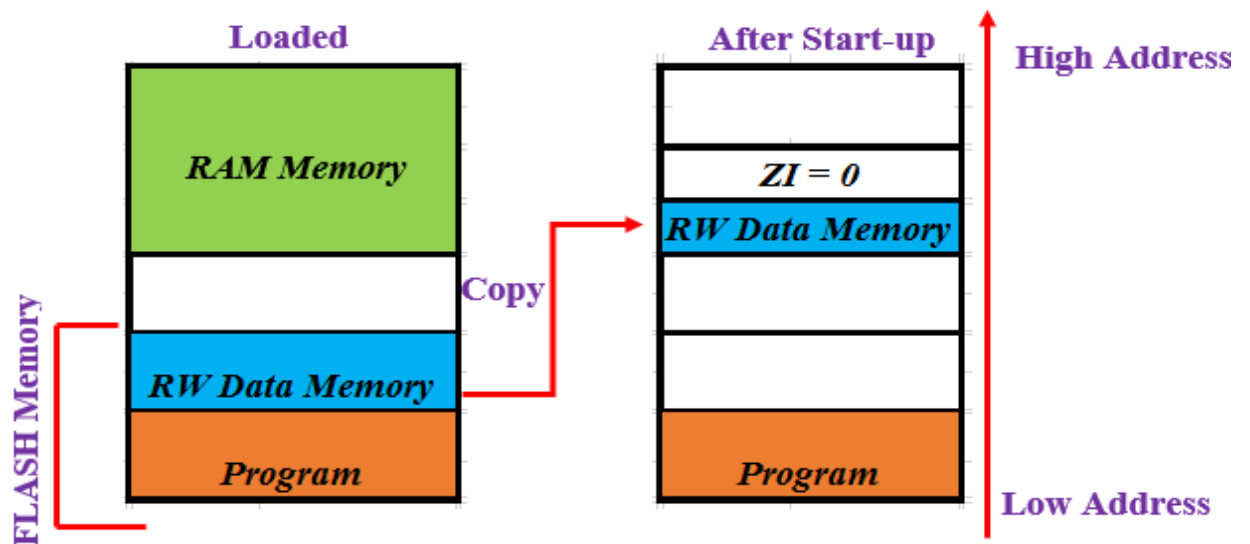 Loaded
After Start-up
High Address
RAM Memory
ZI = 0
RW Data Memory
Copy
FLASH Memory
RW Data Memory
Program
Program
Low Address